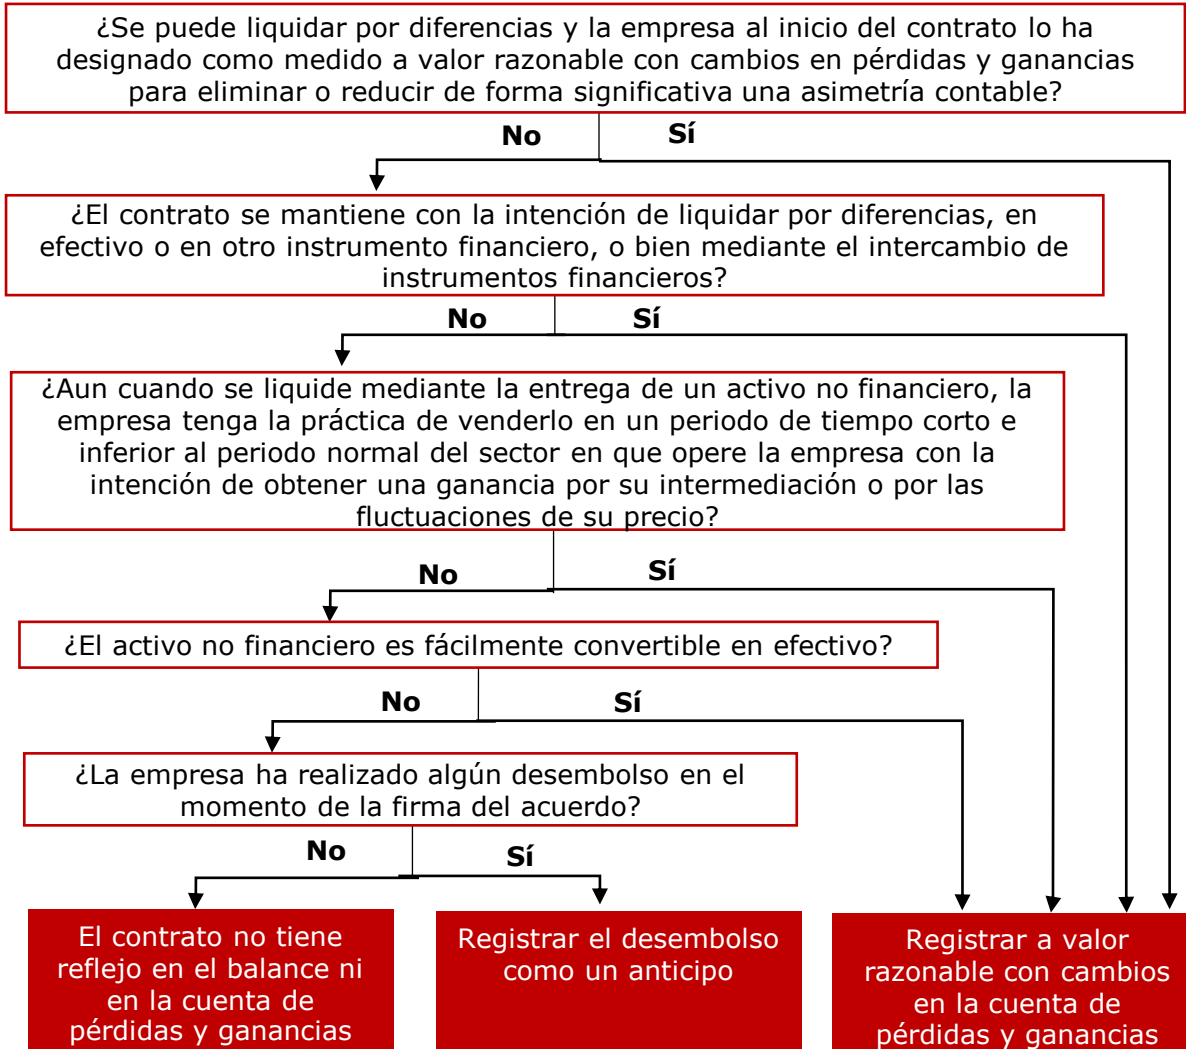 ¿Se puede liquidar por diferencias y la empresa al inicio del contrato lo ha
designado como medido a valor razonable con cambios en pérdidas y ganancias
para eliminar o reducir de forma significativa una asimetría contable?
No
Sí
¿El contrato se mantiene con la intención de liquidar por diferencias, en
efectivo o en otro instrumento financiero, o bien mediante el intercambio de
instrumentos financieros?
No
Sí
¿Aun cuando se liquide mediante la entrega de un activo no financiero, la
empresa tenga la práctica de venderlo en un periodo de tiempo corto e
inferior al periodo normal del sector en que opere la empresa con la
intención de obtener una ganancia por su intermediación o por las
fluctuaciones de su precio?
No
Sí
¿El activo no financiero es fácilmente convertible en efectivo?
No
Sí
¿La empresa ha realizado algún desembolso en el
momento de la firma del acuerdo?
No
Sí
El contrato no tiene
reflejo en el balance ni
en la cuenta de
pérdidas y ganancias
Registrar el desembolso
como un anticipo
Registrar a valor
razonable con cambios
en la cuenta de
pérdidas y ganancias